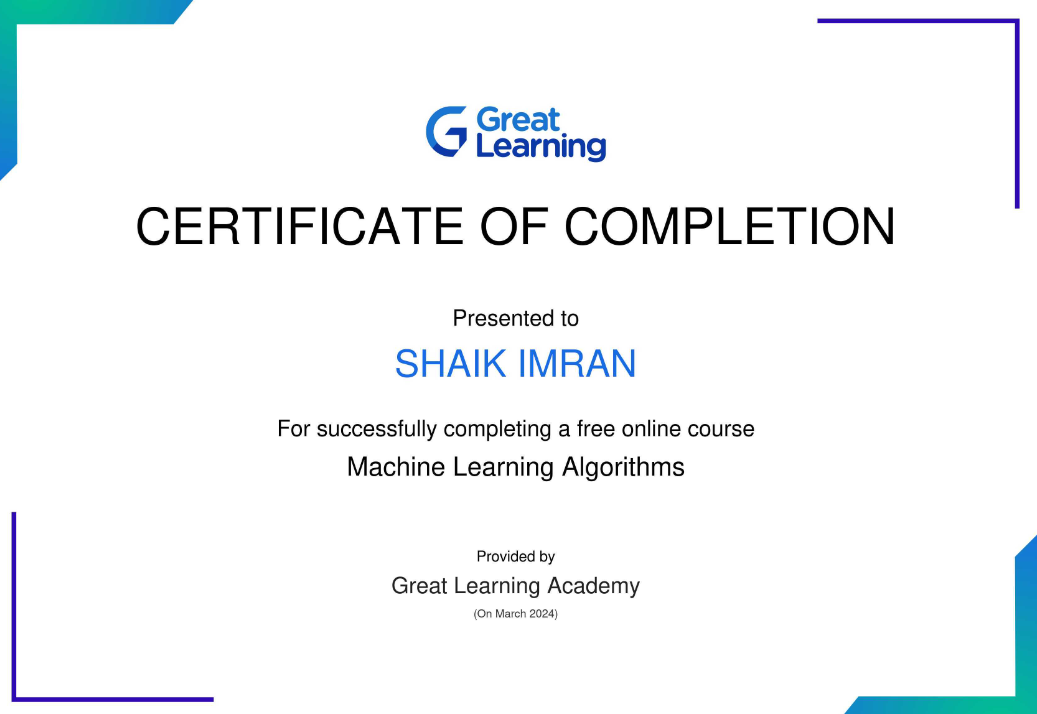 Great
Learning
CERTIFICATE OF COMPLETION
Presented to
SHAIK IMRAN
For successfully completing a free online course
Machine Learning Algorithms
Provided by
Great Learning Academy
(On March 2024)